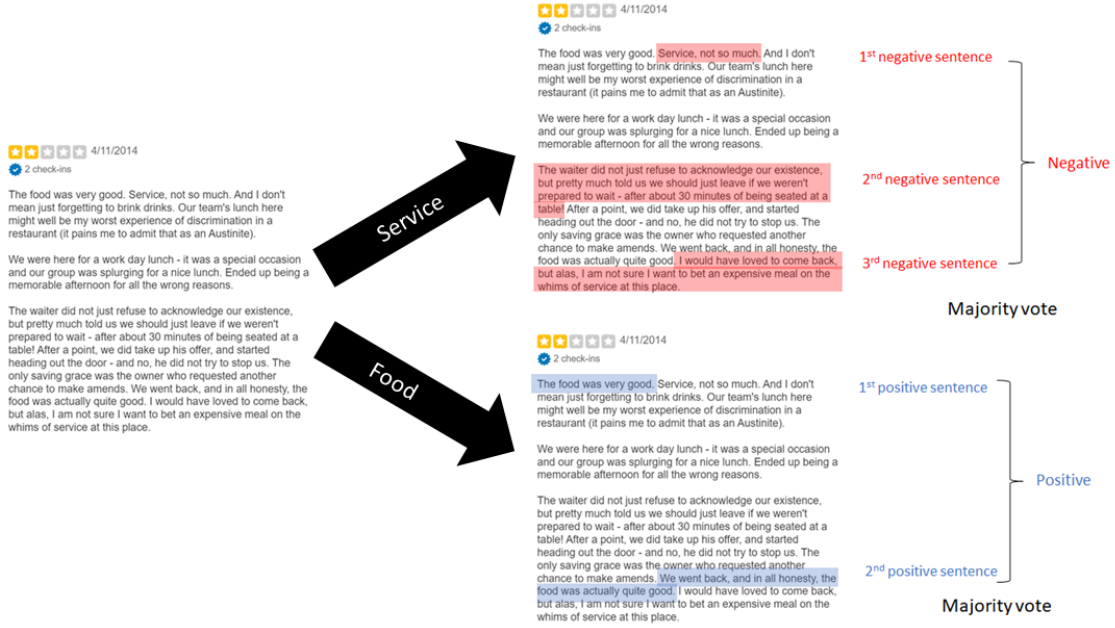 4/11/2014
2 check-ins
The food was very good. Service, not so much. And I don't
mean just forgetting to brink drinks. Our team's lunch here
might well be my worst experience of discrimination in a
restaurant (it pains me to admit that as an Austinite).
We were here for a work day lunch - it was a special occasion
and our group was splurging for a nice lunch. Ended up being a
memorable afternoon for all the wrong reasons.
The waiter did not just refuse to acknowledge our existence,
but pretty much told us we should just leave if we weren't
prepared to wait - after about 30 minutes of being seated at a
table! After a point, we did take up his offer, and started
heading out the door - and no, he did not try to stop us. The
only saving grace was the owner who requested another
chance to make amends. We went back, and in all honesty, the
food was actually quite good. I would have loved to come back,
but alas, I am not sure I want to bet an expensive meal on the
whims of service at this place.
Service
Food
4/11/2014
2 check-ins
The food was very good. Service, not so much. And I don't
mean just forgetting to brink drinks. Our team's lunch here
might well be my worst experience of discrimination in a
restaurant (it pains me to admit that as an Austinite).
We were here for a work day lunch - it was a special occasion
and our group was splurging for a nice lunch. Ended up being a
memorable afternoon for all the wrong reasons.
The waiter did not just refuse to acknowledge our existence,
but pretty much told us we should just leave if we weren't
prepared to wait - after about 30 minutes of being seated at a
table! After a point, we did take up his offer, and started
heading out the door - and no, he did not try to stop us. The
only saving grace was the owner who requested another
chance to make amends. We went back, and in all honesty, the
food was actually quite good. I would have loved to come back,
but alas, I am not sure I want to bet an expensive meal on the
whims of service at this place.
1st negative sentence
2nd negative sentence
3rd negative sentence
Negative
Majority vote
4/11/2014
2 check-ins
The food was very good. Service, not so much. And I don't
mean just forgetting to brink drinks. Our team's lunch here
might well be my worst experience of discrimination in a
restaurant (it pains me to admit that as an Austinite).
We were here for a work day lunch - it was a special occasion
and our group was splurging for a nice lunch. Ended up being a
memorable afternoon for all the wrong reasons.
The waiter did not just refuse to acknowledge our existence,
but pretty much told us we should just leave if we weren't
prepared to wait - after about 30 minutes of being seated at a
table! After a point, we did take up his offer, and started
heading out the door - and no, he did not try to stop us. The
only saving grace was the owner who requested another
chance to make amends. We went back, and in all honesty, the
food was actually quite good. I would have loved to come back,
but alas, I am not sure I want to bet an expensive meal on the
whims of service at this place.
1st positive sentence
2nd positive sentence
Positive
Majority vote